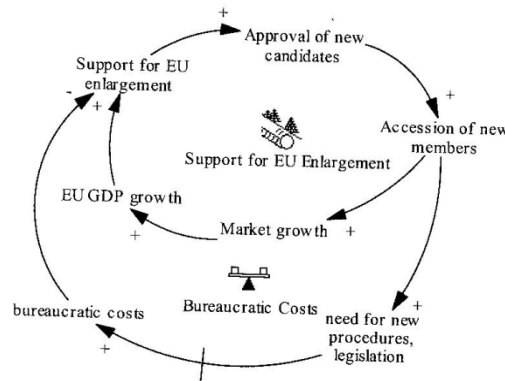 +
Approval of new
candidates
Support for EU
enlargement
-
+
+
Accession of new
members
Support for EU Enlargement
EU GDP growth
+
Market growth
+
Bureaucratic Costs
bureaucratic costs
+
+
need for new
procedures,
legislation